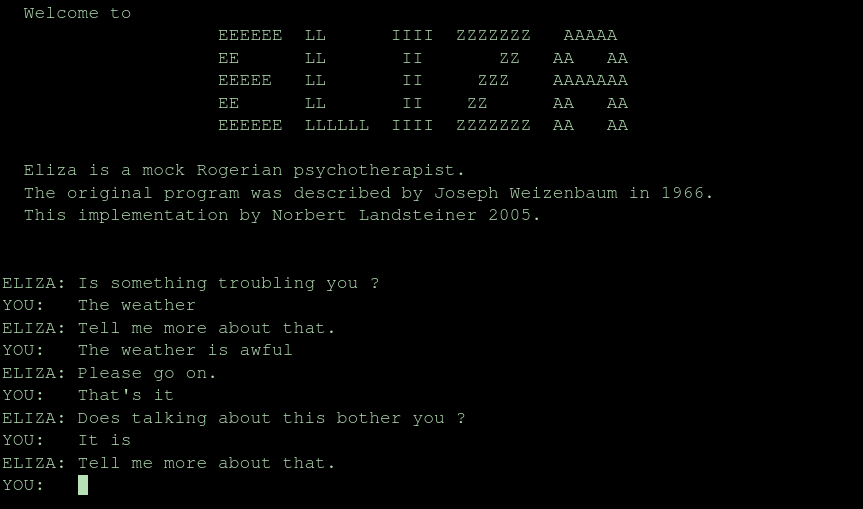 Welcome to
EEEEEE  LL      IIII  ZZZZZZZ   AAAAA
EE      LL       II       ZZ   AA   AA
EEEEE   LL       II     ZZZ    AAAAAAA
EE      LL       II    ZZ      AA   AA
EEEEEE  LLLLLL  IIII  ZZZZZZZ  AA   AA
Eliza is a mock Rogerian psychotherapist.
The original program was described by Joseph Weizenbaum in 1966.
This implementation by Norbert Landsteiner 2005.
ELIZA: Is something troubling you ?
YOU:   The weather
ELIZA: Tell me more about that.
YOU:   The weather is awful
ELIZA: Please go on.
YOU:   That's it
ELIZA: Does talking about this bother you ?
YOU:   It is
ELIZA: Tell me more about that.
YOU: